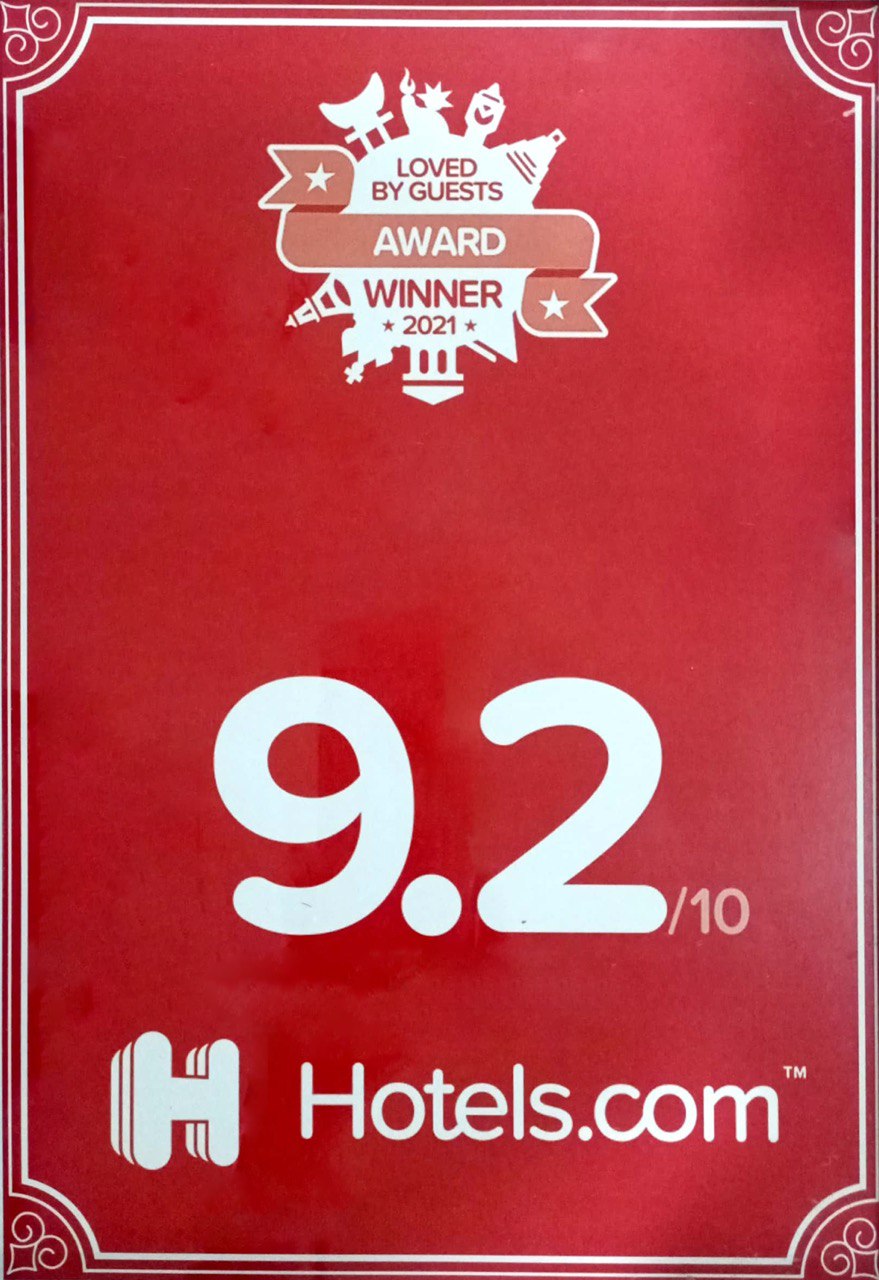 LOVED
BY GUESTS
AWARD
WINNER
★ 2021 ★
9.2/10
Hotels.com™